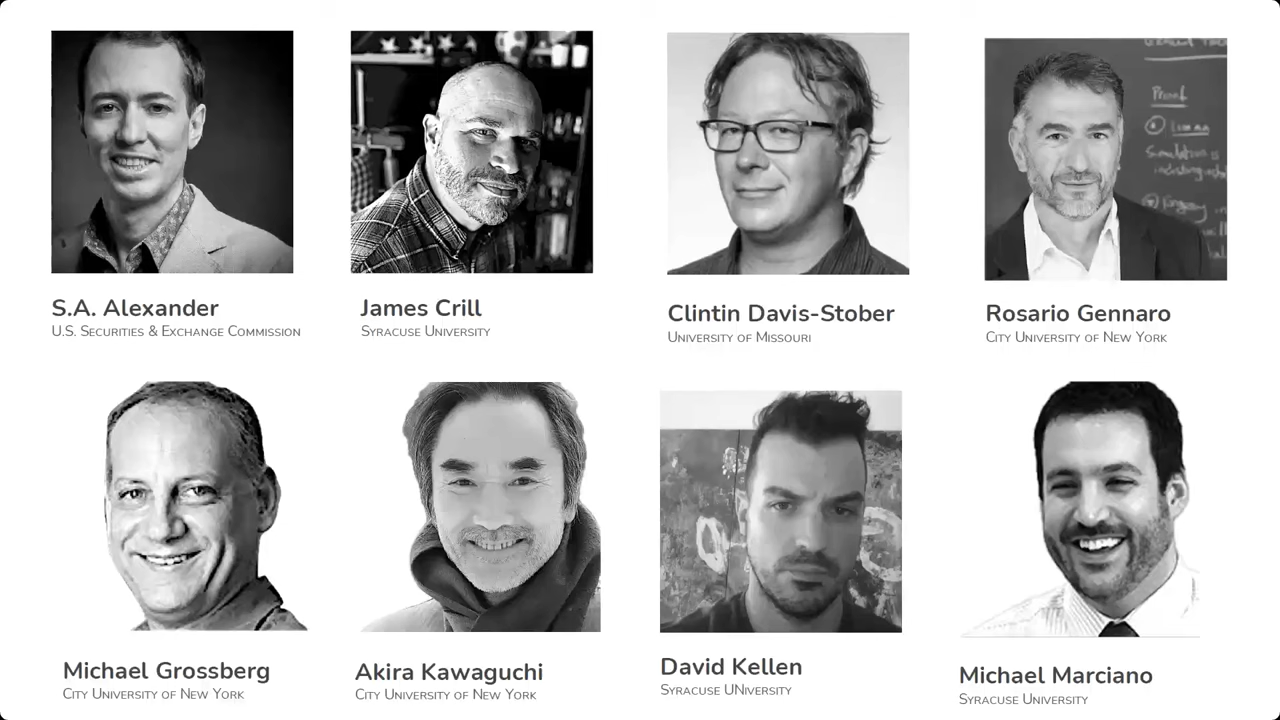 S.A. Alexander
U.S. Securities & Exchange Commission
James Crill
Syracuse University
Clintin Davis-Stober
University of Missouri
Rosario Gennaro
City University of New York
Proof
Michael Grossberg
City University of New York
Akira Kawaguchi
City University of New York
David Kellen
Syracuse UNiversity
Michael Marciano
Syracuse University